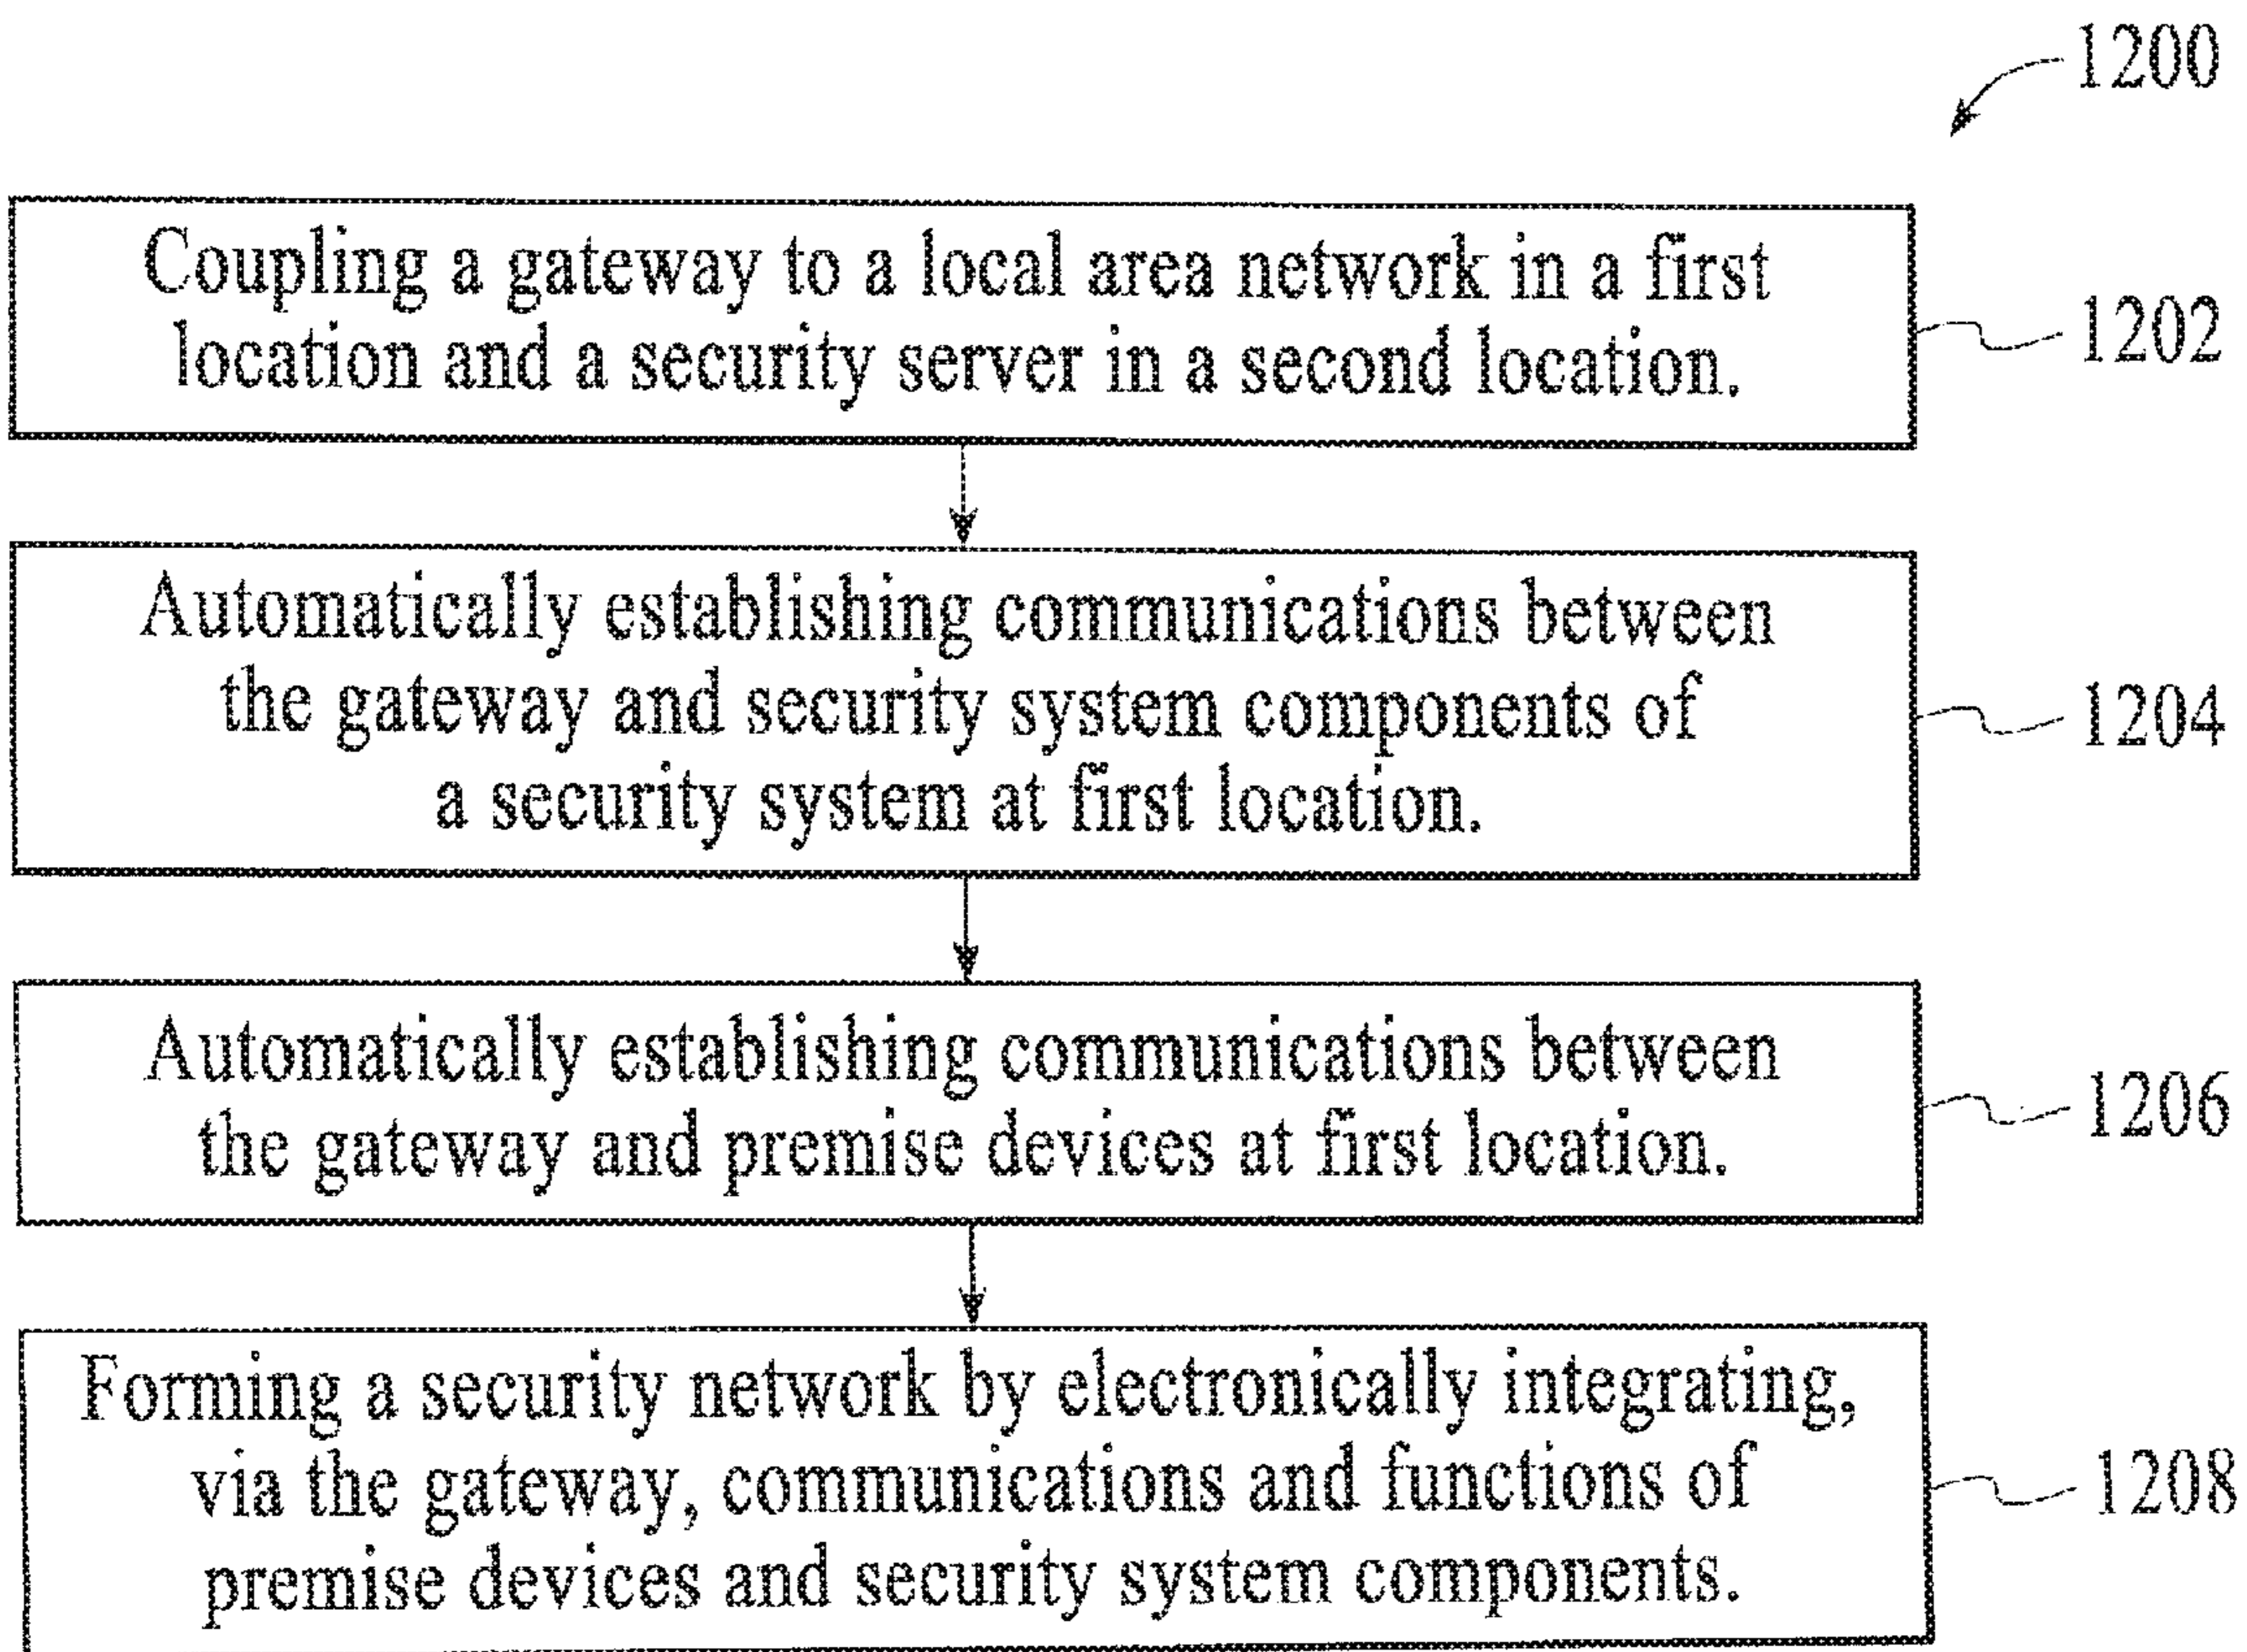 1200
Coupling a gateway to a local area network in a first
location and a security server in a second location.
1202
Automatically establishing communications between
the gateway and security system components of
a security system at first location.
1204
Automatically establishing communications between
the gateway and premise devices at first location.
1206
Forming a security network by electronically integrating,
via the gateway, communications and functions of
premise devices and security system components.
1208